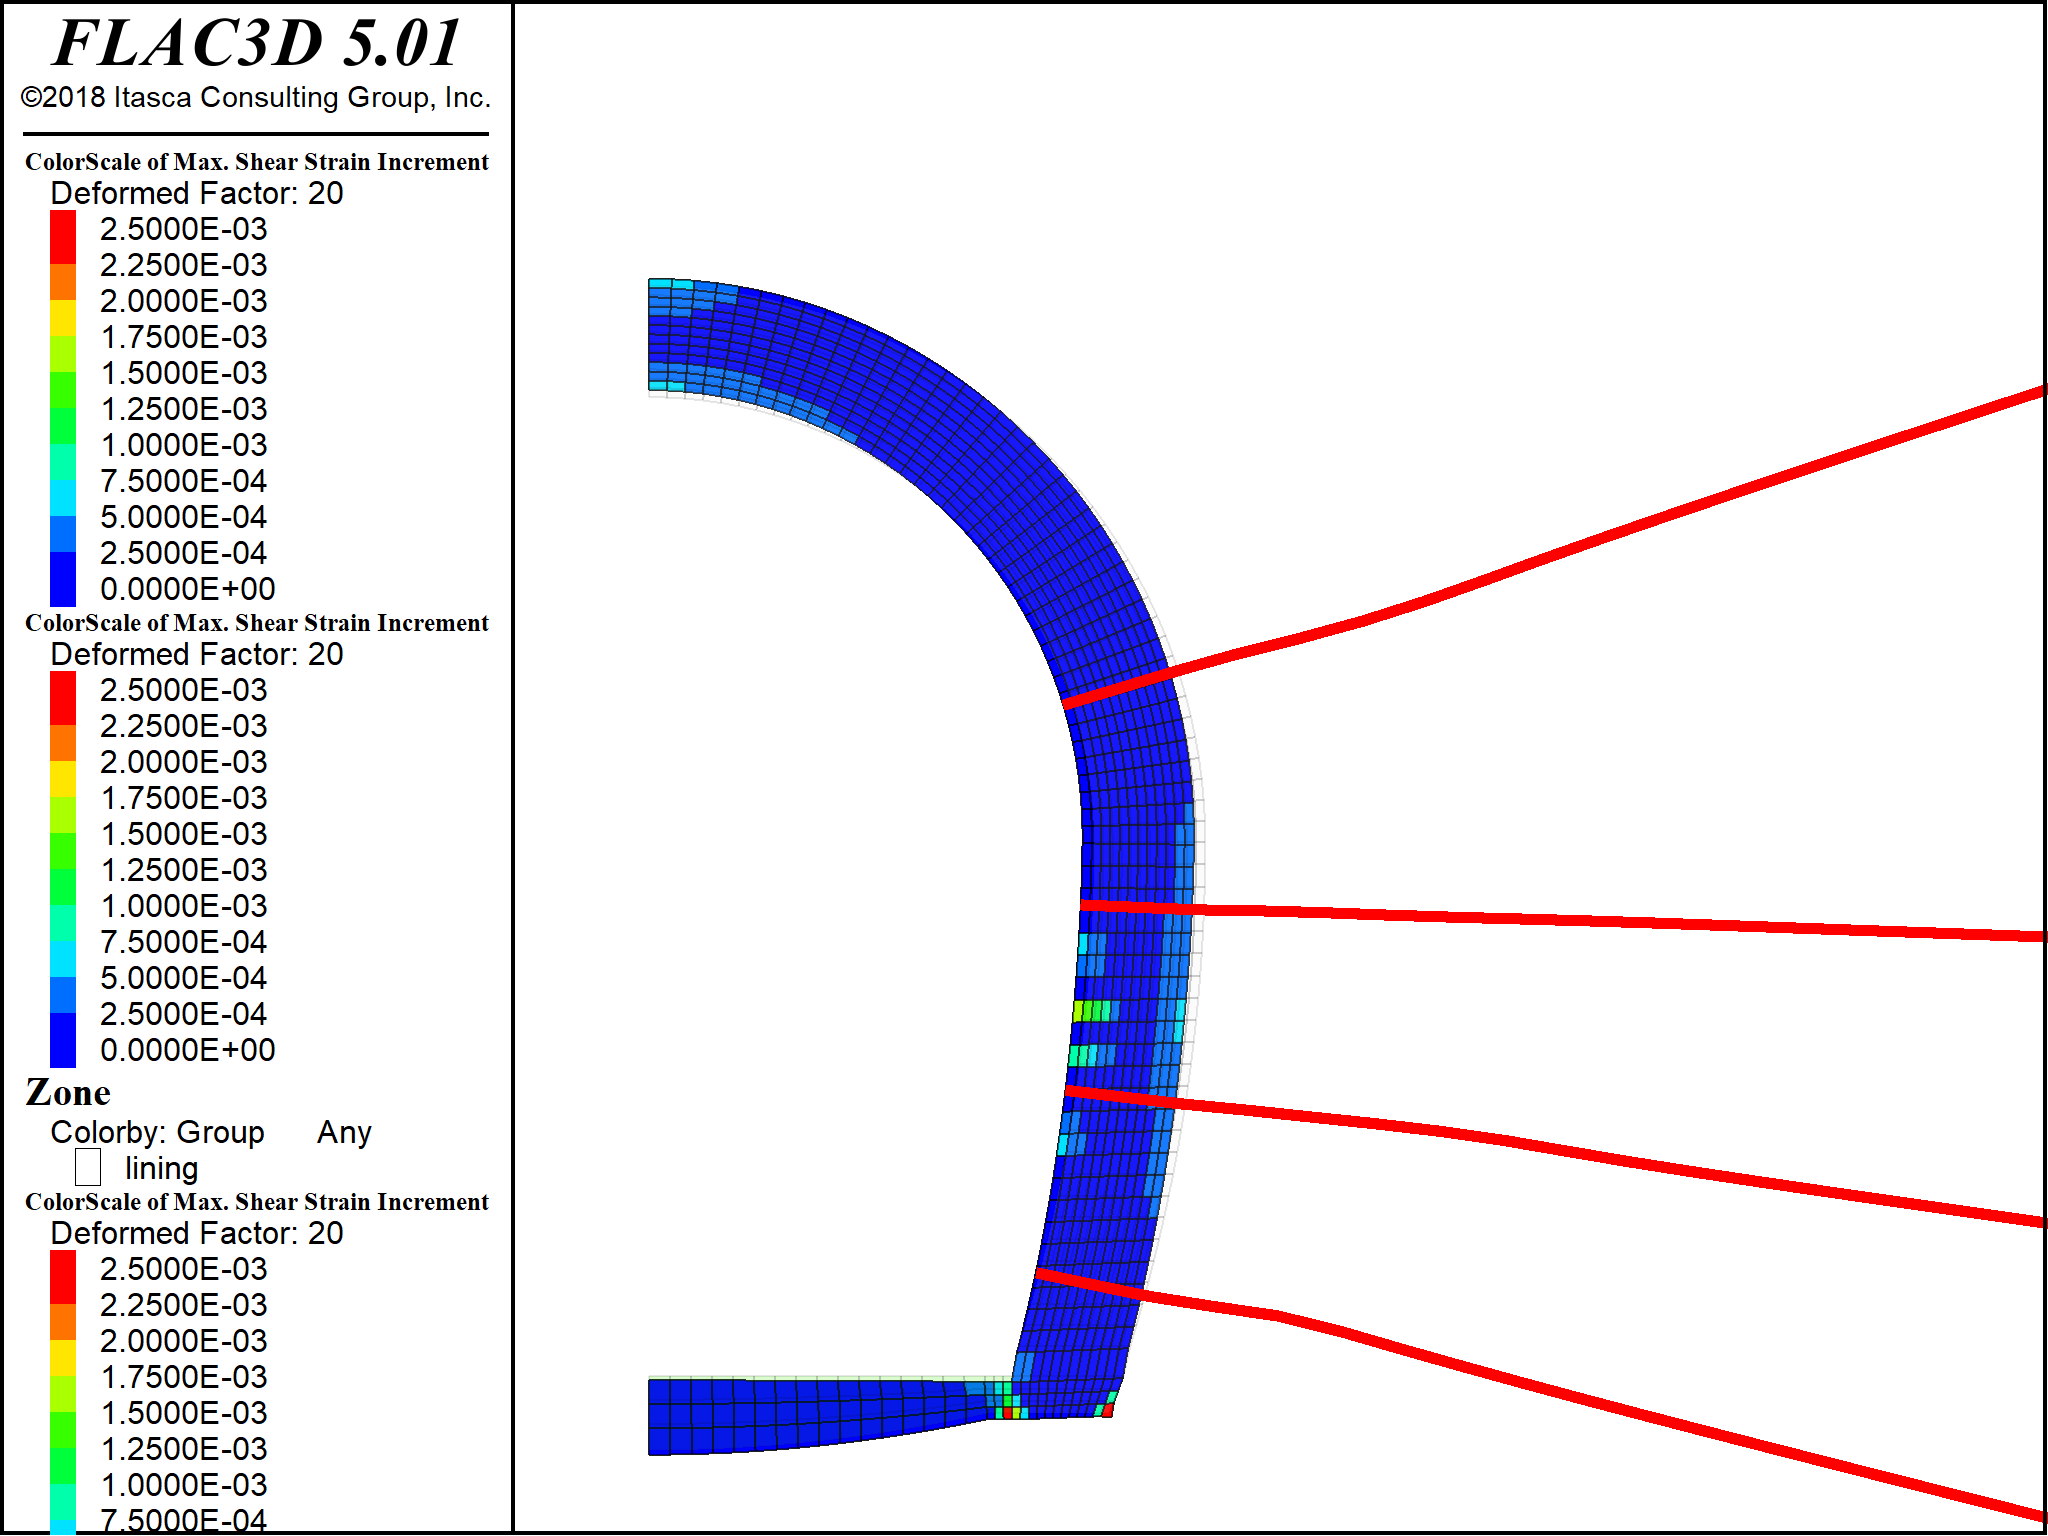 FLAC3D 5.01
©2018 Itasca Consulting Group, Inc.
ColorScale of Max. Shear Strain Increment
Deformed Factor: 20
2.5000E-03
2.2500E-03
2.0000E-03
1.7500E-03
1.5000E-03
1.2500E-03
1.0000E-03
7.5000E-04
5.0000E-04
2.5000E-04
0.0000E+00
ColorScale of Max. Shear Strain Increment
Deformed Factor: 20
2.5000E-03
2.2500E-03
2.0000E-03
1.7500E-03
1.5000E-03
1.2500E-03
1.0000E-03
7.5000E-04
5.0000E-04
2.5000E-04
0.0000E+00
Zone
Colorby: Group Any
lining
ColorScale of Max. Shear Strain Increment
Deformed Factor: 20
2.5000E-03
2.2500E-03
2.0000E-03
1.7500E-03
1.5000E-03
1.2500E-03
1.0000E-03
7.5000E-04